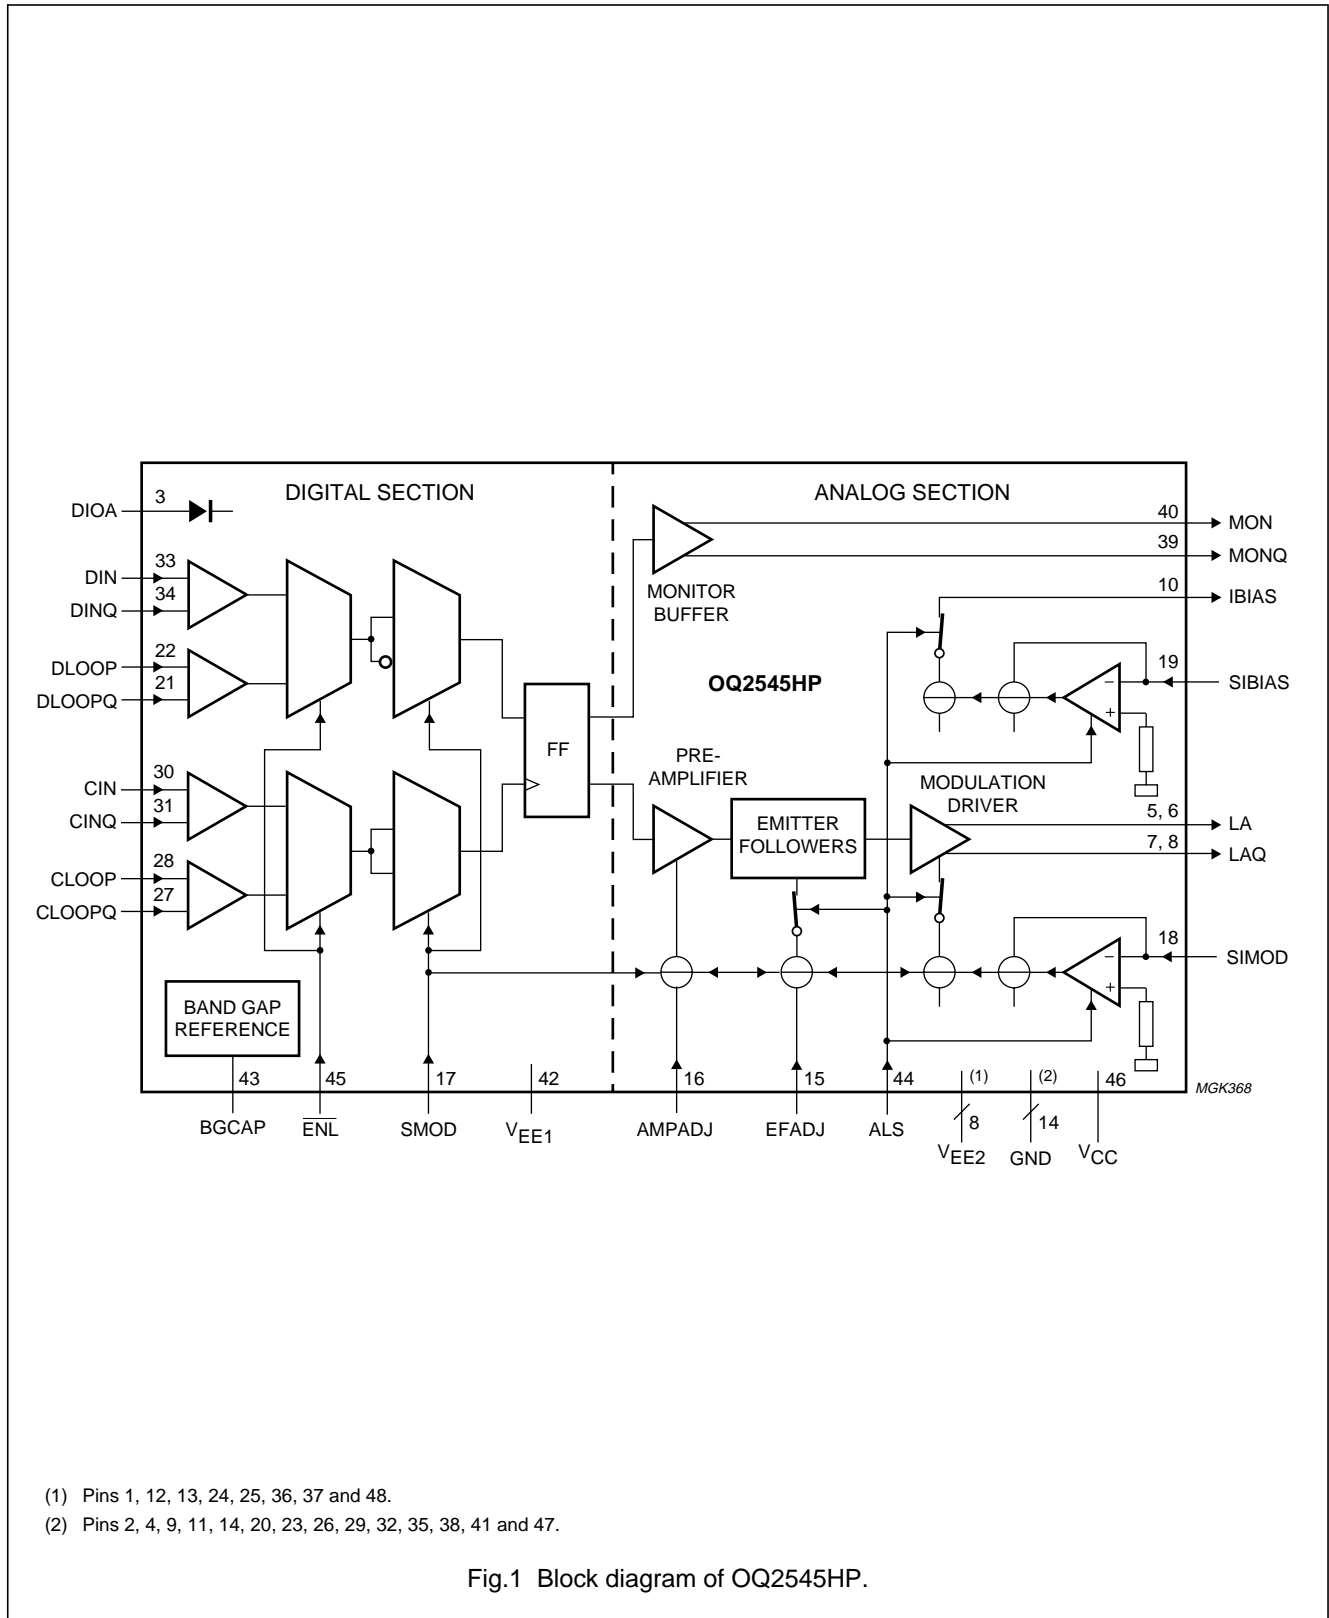 DIGITAL SECTION
ANALOG SECTION
DIOA
3
DIN
33
DINQ
34
DLOOP
22
DLOOPQ
21
CIN
30
CINQ
31
CLOOP
28
CLOOPQ
27
FF
BAND GAP
REFERENCE
MONITOR
BUFFER
OQ2545HP
PRE-
AMPLIFIER
EMITTER
FOLLOWERS
MODULATION
DRIVER
40
MON
39
MONQ
10
IBIAS
19
SIBIAS
−
+
5, 6
LA
7, 8
LAQ
18
SIMOD
−
+
43
45
17
42
16
15
44
(1)
8
(2)
14
46
MGK368
BGCAP
ENL
SMOD
VEE1
AMPADJ
EFADJ
ALS
VEE2
GND
VCC
(1) Pins 1, 12, 13, 24, 25, 36, 37 and 48.
(2) Pins 2, 4, 9, 11, 14, 20, 23, 26, 29, 32, 35, 38, 41 and 47.
Fig.1 Block diagram of OQ2545HP.